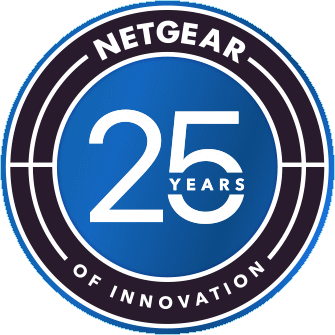 NETGEAR
25
YEARS
OF INNOVATION